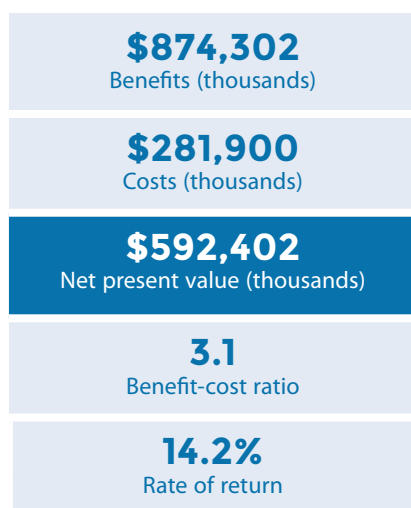 $874,302
Benefits (thousands)
$281,900
Costs (thousands)
$592,402
Net present value (thousands)
3.1
Benefit-cost ratio
14.2%
Rate of return